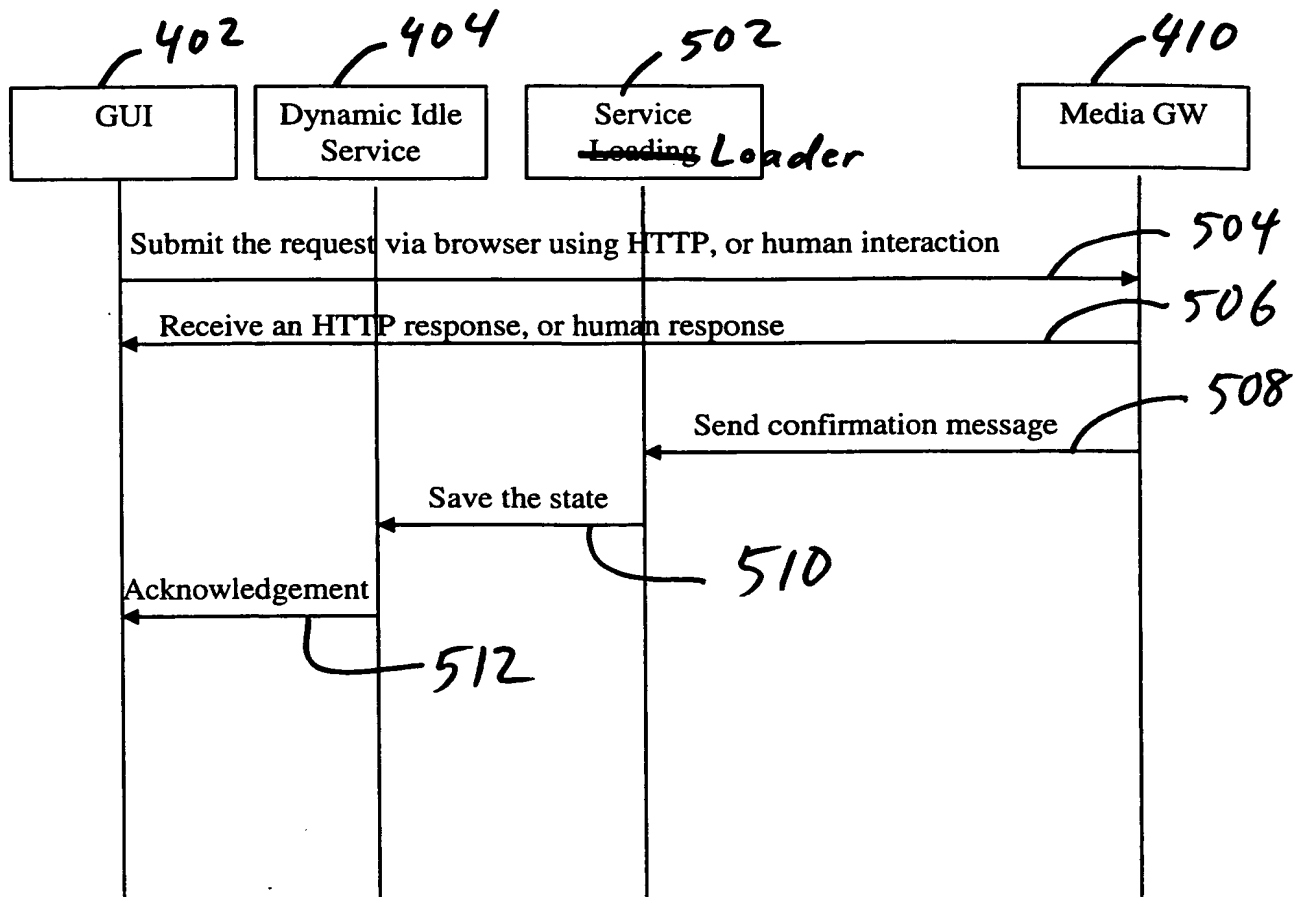 402
404
502
410
GUI
Dynamic Idle
Service
Service
Loading Loader
Media GW
Submit the request via browser using HTTP, or human interaction
504
Receive an HTTP response, or human response
506
508
Send confirmation message
Save the state
510
Acknowledgement
512